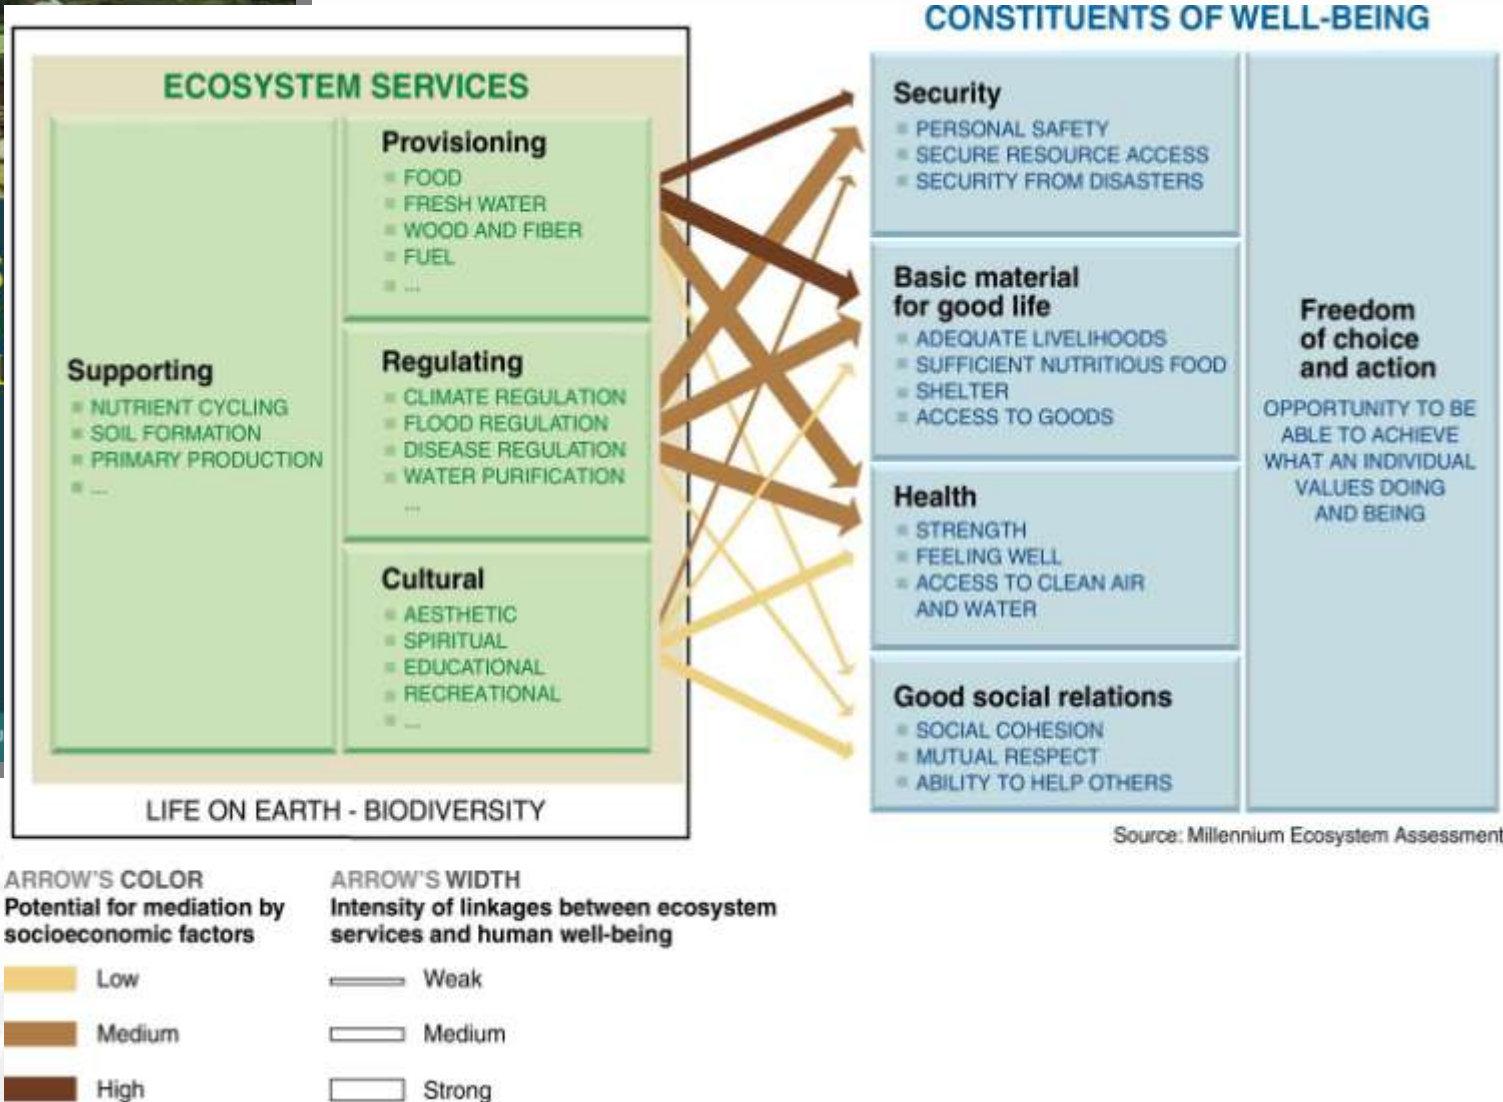 CONSTITUENTS OF WELL-BEING
ECOSYSTEM SERVICES
Supporting
NUTRIENT CYCLING
SOIL FORMATION
PRIMARY PRODUCTION
...
Provisioning
FOOD
FRESH WATER
WOOD AND FIBER
FUEL
...
Regulating
CLIMATE REGULATION
FLOOD REGULATION
DISEASE REGULATION
WATER PURIFICATION
...
Cultural
AESTHETIC
SPIRITUAL
EDUCATIONAL
RECREATIONAL
...
LIFE ON EARTH - BIODIVERSITY
Security
PERSONAL SAFETY
SECURE RESOURCE ACCESS
SECURITY FROM DISASTERS
Basic material
for good life
ADEQUATE LIVELIHOODS
SUFFICIENT NUTRITIOUS FOOD
SHELTER
ACCESS TO GOODS
Health
STRENGTH
FEELING WELL
ACCESS TO CLEAN AIR
AND WATER
Good social relations
SOCIAL COHESION
MUTUAL RESPECT
ABILITY TO HELP OTHERS
Freedom
of choice
and action
OPPORTUNITY TO BE
ABLE TO ACHIEVE
WHAT AN INDIVIDUAL
VALUES DOING
AND BEING
Source: Millennium Ecosystem Assessment
ARROW'S COLOR
Potential for mediation by
socioeconomic factors
Low
Medium
High
ARROW'S WIDTH
Intensity of linkages between ecosystem
services and human well-being
Weak
Medium
Strong